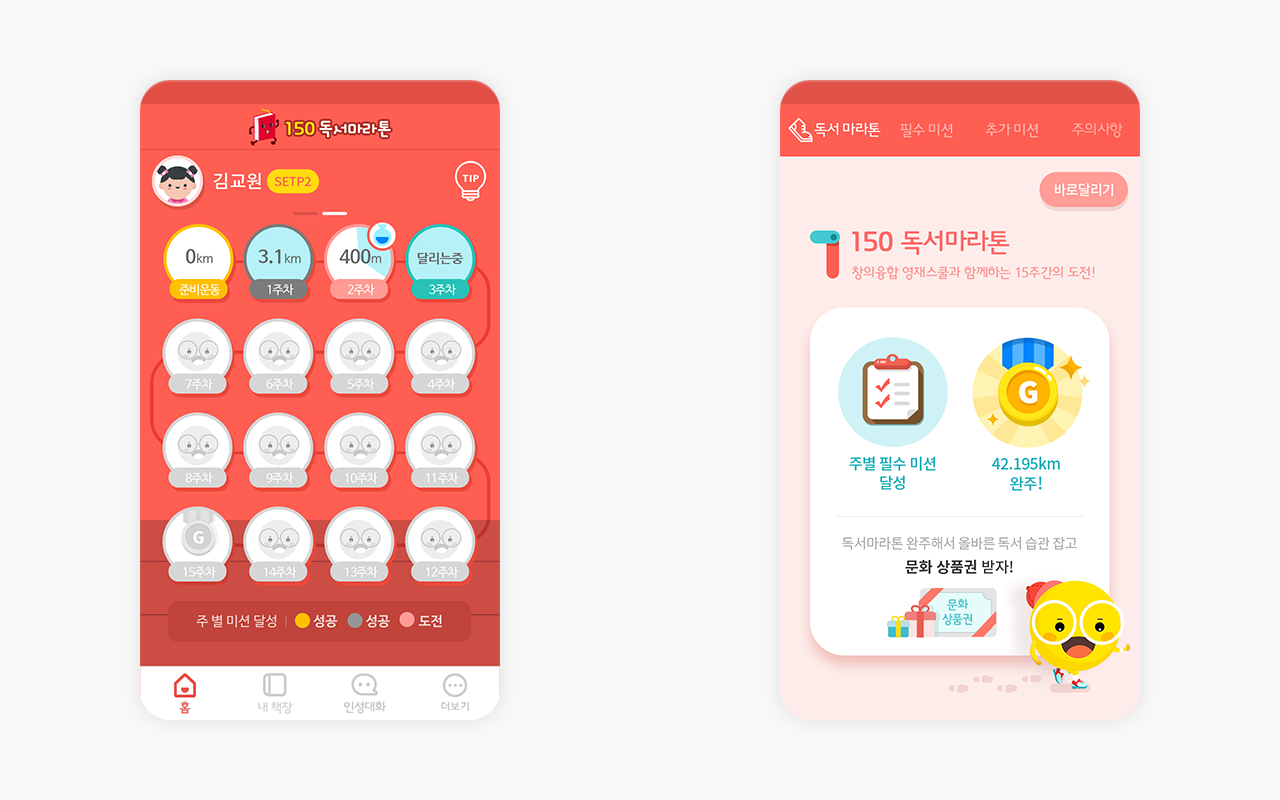 150 독서마라톤
김교원 SETP2
TIP
0km
3.1km
400m
달리는중
준비운동
1주차
2주차
3주차
7주차
6주차
5주차
4주차
8주차
9주차
10주차
11주차
G
15주차
14주차
13주차
12주차
주 별 미션 달성 성공 성공 도전
홈
내 책장
인성대화
더보기
독서 마라톤
필수 미션
추가 미션
주의사항
바로달리기
150 독서마라톤
창의융합 영재스쿨과 함께하는 15주간의 도전!
G
주별 필수 미션
달성
42.195km
완주!
독서마라톤 완주해서 올바른 독서 습관 잡고
문화 상품권 받자!
문화
상품권